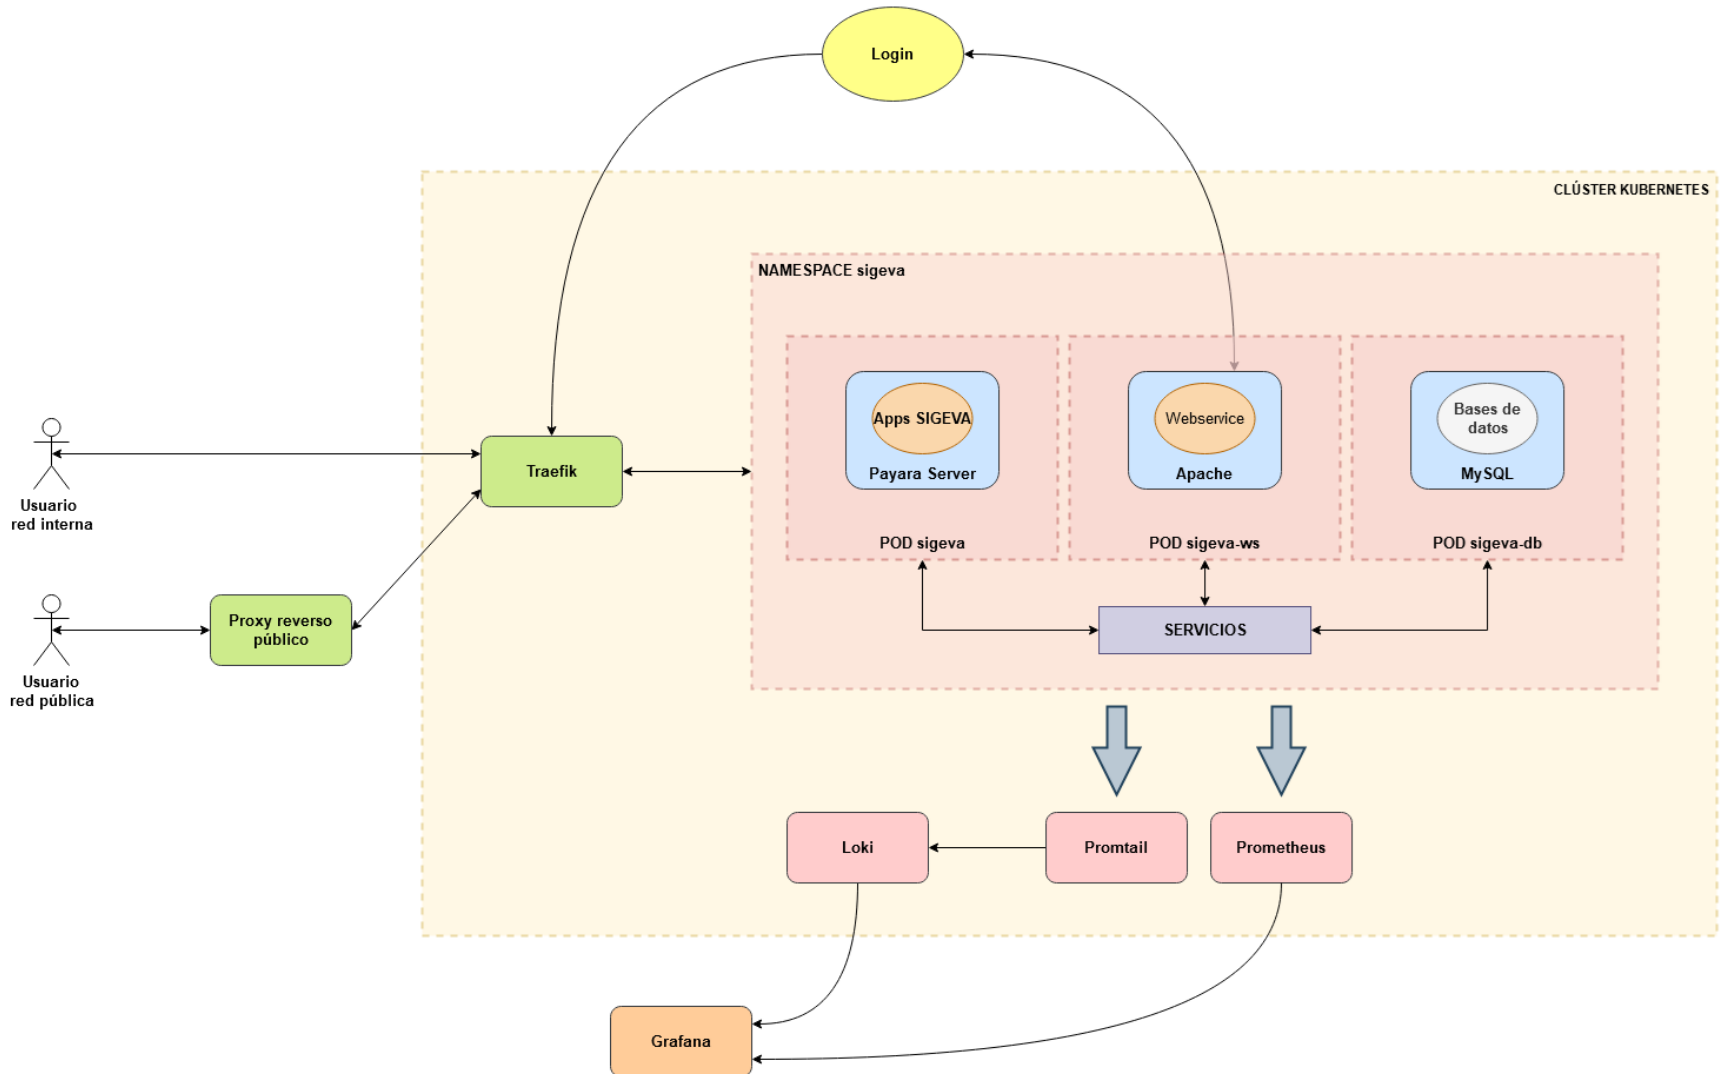 Login
CLÚSTER KUBERNETES
NAMESPACE sigeva
Apps SIGEVA
Payara Server
POD sigeva
Webservice
Apache
POD sigeva-ws
Bases de
datos
MySQL
POD sigeva-db
SERVICIOS
Traefik
Usuario
red interna
Proxy reverso
público
Usuario
red pública
Loki
Promtail
Prometheus
Grafana